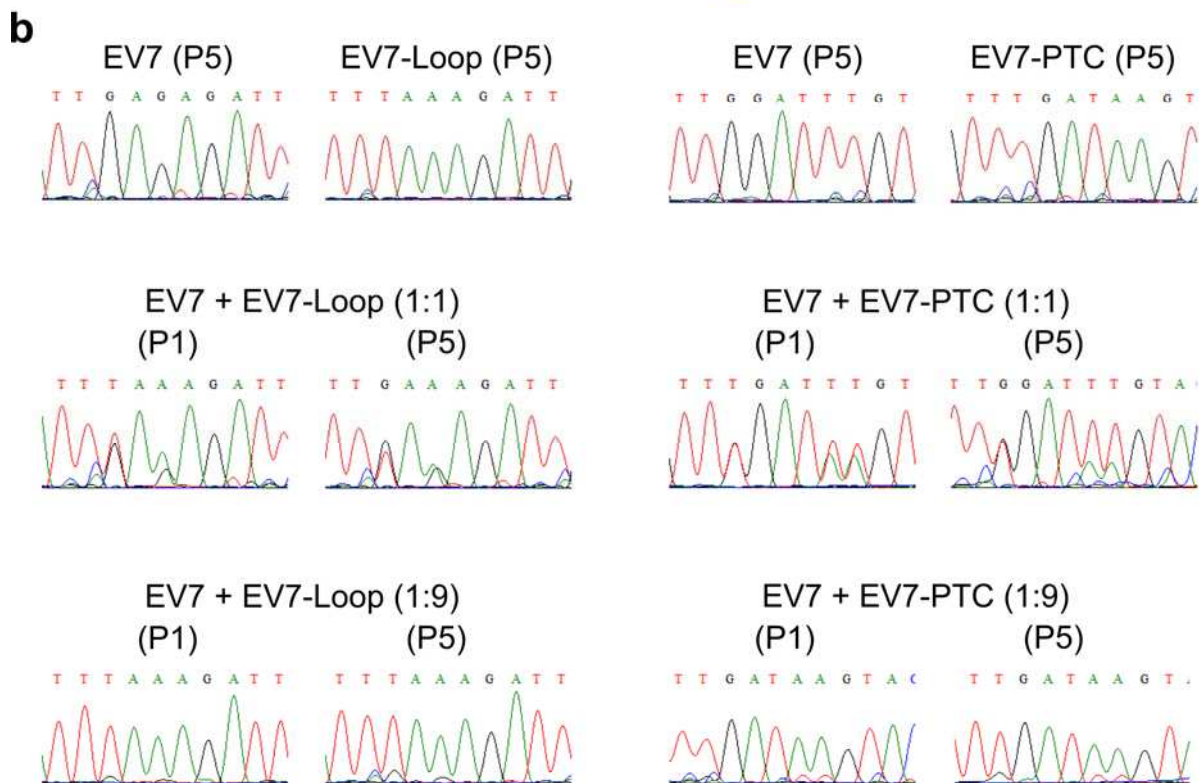 b
EV7 (P5) EV7-Loop (P5) EV7 (P5) EV7-PTC (P5)
T T G A G A G A T T T T T A A A G A T T T T G G A T T T G T T T T G A T A A G T
EV7 + EV7-Loop (1:1) EV7 + EV7-PTC (1:1)
(P1) (P5) (P1) (P5)
T T T A A A G A T T T T G A A A G A T T T T T G A T T T G T T T G G A T T T G T A
EV7 + EV7-Loop (1:9) EV7 + EV7-PTC (1:9)
(P1) (P5) (P1) (P5)
T T T A A A G A T T T T T A A A G A T T T T G A T A A G T A C T T G A T A A G T